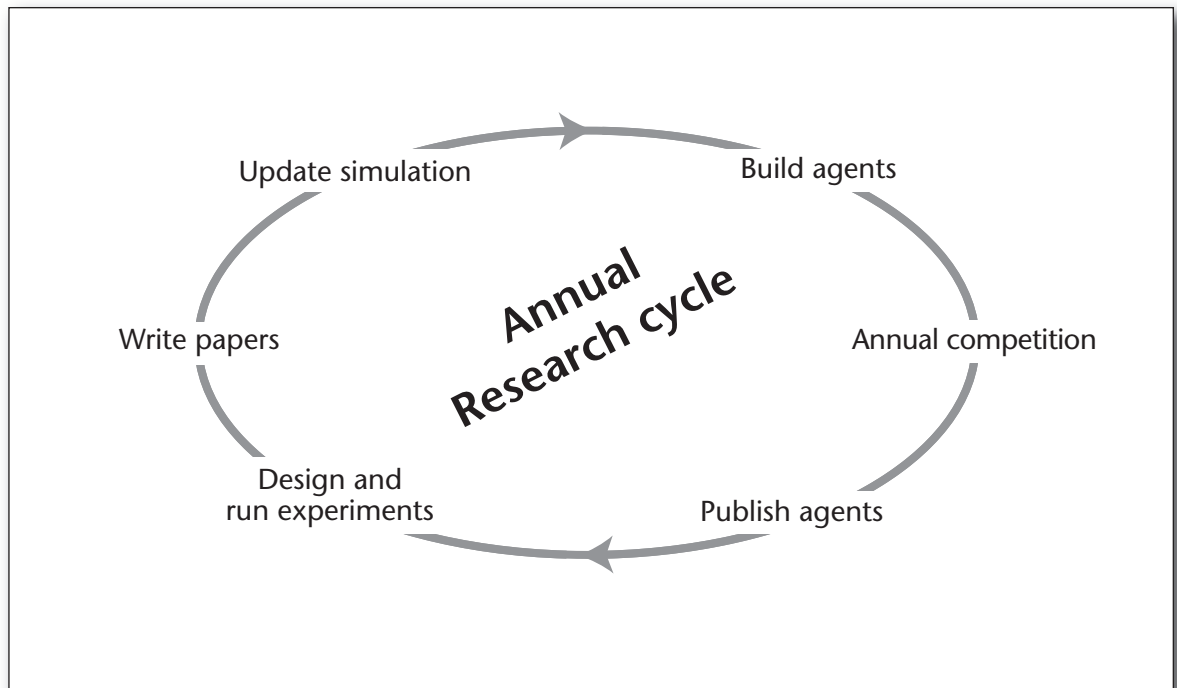 Update simulation
Build agents
Annual
Research cycle
Write papers
Annual competition
Design and
run experiments
Publish agents